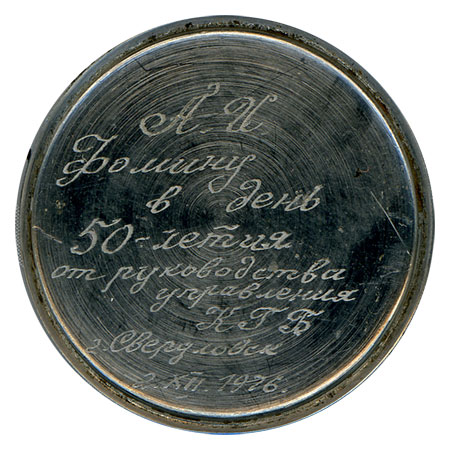 А. И.
Фомину
в день
50-летия
от руководства
управления
КГБ
г. Свердловск
2. XII. 1976.